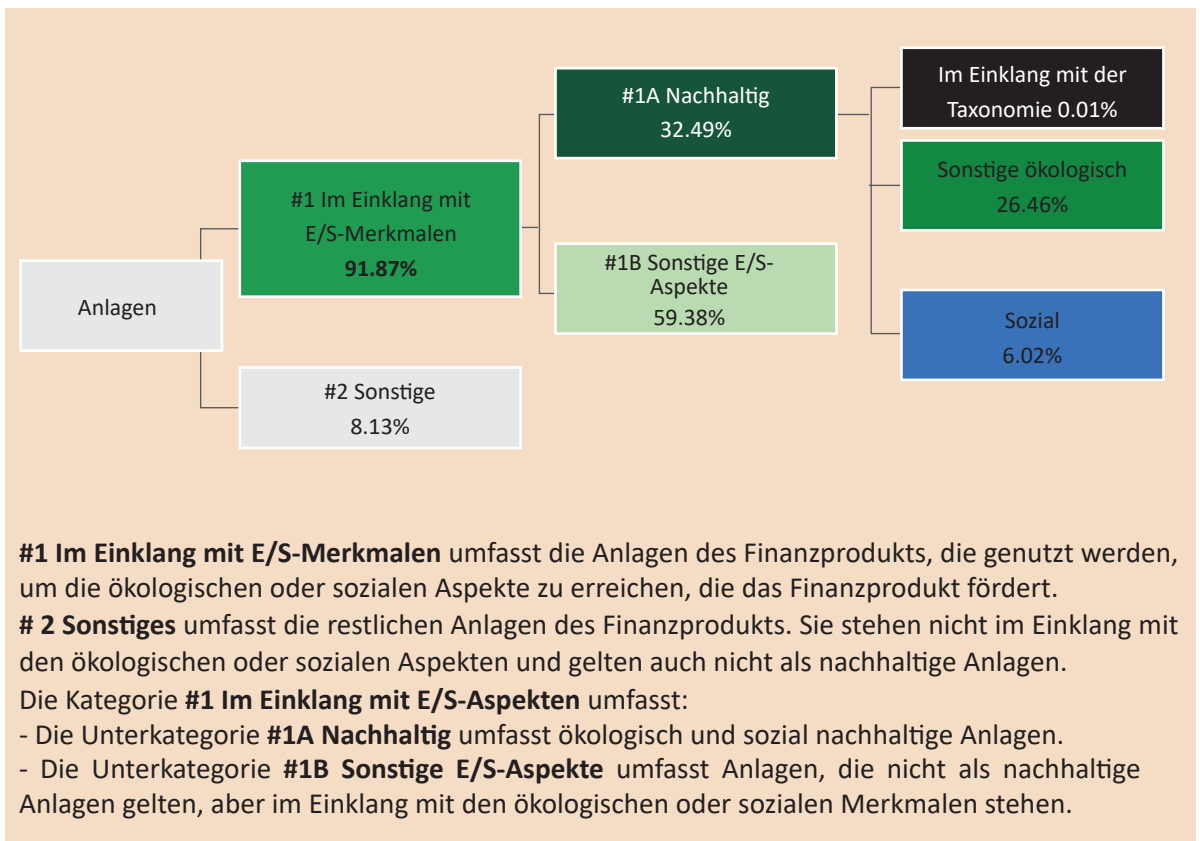 Anlagen
#1 Im Einklang mit
E/S-Merkmalen
91.87%
#2 Sonstige
8.13%
#1A Nachhaltig
32.49%
#1B Sonstige E/S-
Aspekte
59.38%
Im Einklang mit der
Taxonomie 0.01%
Sonstige ökologisch
26.46%
Sozial
6.02%
#1 Im Einklang mit E/S-Merkmalen umfasst die Anlagen des Finanzprodukts, die genutzt werden,
um die ökologischen oder sozialen Aspekte zu erreichen, die das Finanzprodukt fördert.
# 2 Sonstiges umfasst die restlichen Anlagen des Finanzprodukts. Sie stehen nicht im Einklang mit
den ökologischen oder sozialen Aspekten und gelten auch nicht als nachhaltige Anlagen.
Die Kategorie #1 Im Einklang mit E/S-Aspekten umfasst:
- Die Unterkategorie #1A Nachhaltig umfasst ökologisch und sozial nachhaltige Anlagen.
- Die Unterkategorie #1B Sonstige E/S-Aspekte umfasst Anlagen, die nicht als nachhaltige
Anlagen gelten, aber im Einklang mit den ökologischen oder sozialen Merkmalen stehen.